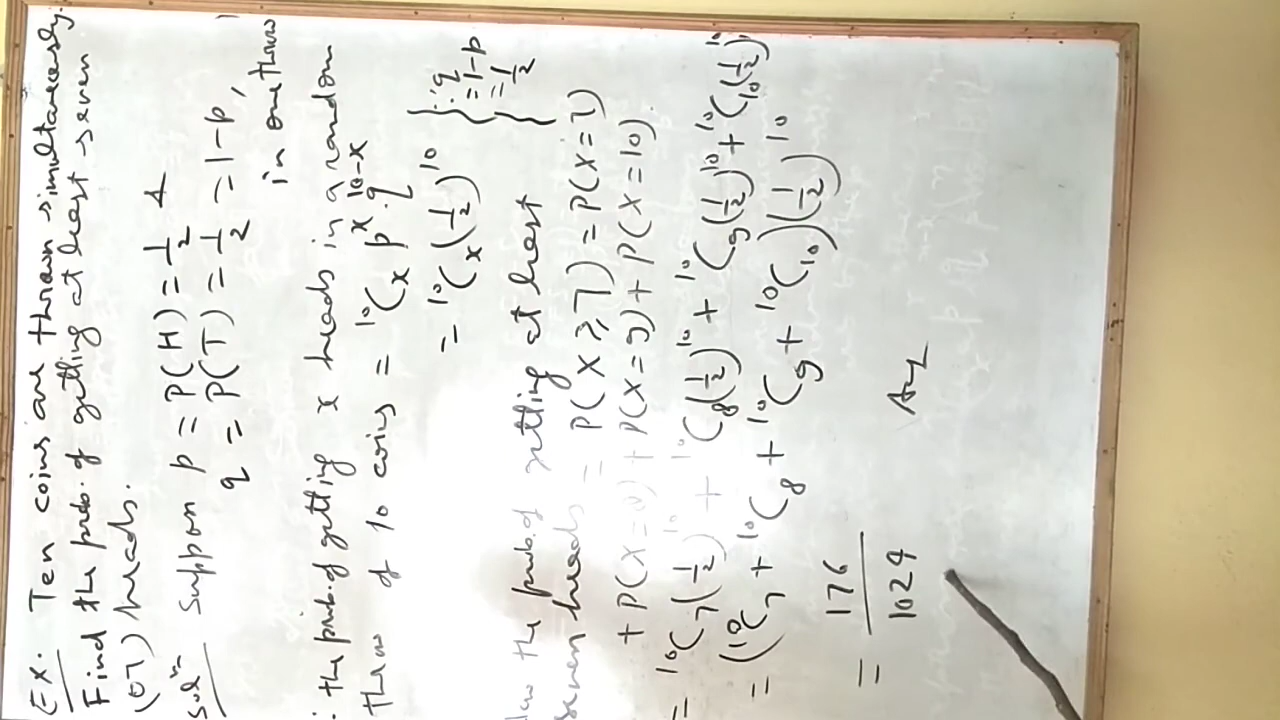 Ex. Ten coins are thrown simultaneously.
Find the prob. of getting at least seven
(07) heads.
Solⁿ Suppose p = P(H) = 1/2
q = P(T) = 1/2 = 1-p,
in one throw
∴ the prob. of getting x heads in a random
throw of 10 coins = ¹⁰Cₓ pˣ q¹⁰⁻ˣ
= ¹⁰Cₓ (1/2)¹⁰ {∵ q = 1-p = 1/2}
the prob. of getting at least
seven heads = P(X ≥ 7) = P(X = 7)
+ P(X = 8) + P(X = 9) + P(X = 10).
= ¹⁰C₇ (1/2)¹⁰ + ¹⁰C₈ (1/2)¹⁰ + ¹⁰C₉ (1/2)¹⁰ + ¹⁰C₁₀ (1/2)¹⁰
= (¹⁰C₇ + ¹⁰C₈ + ¹⁰C₉ + ¹⁰C₁₀) (1/2)¹⁰
= 176/1024 Ans